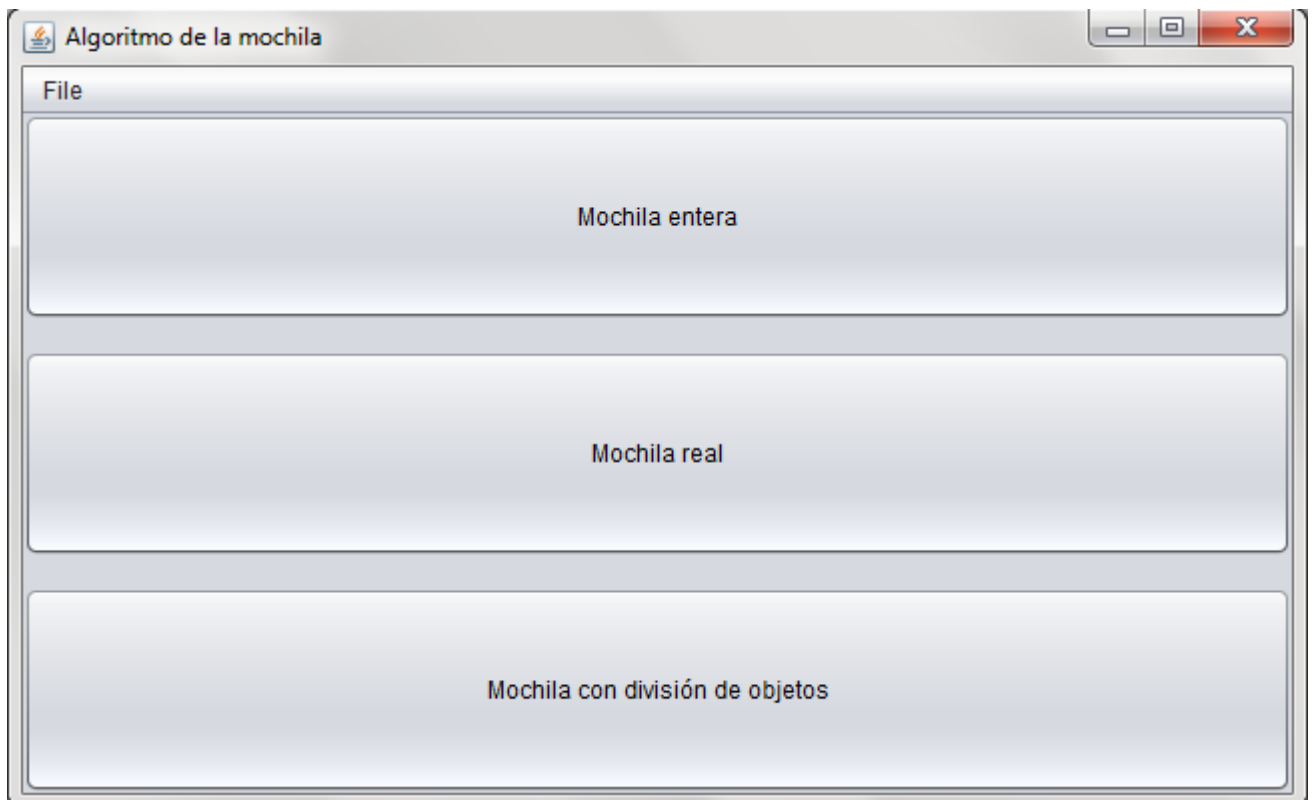 Algoritmo de la mochila
File
Mochila entera
Mochila real
Mochila con división de objetos